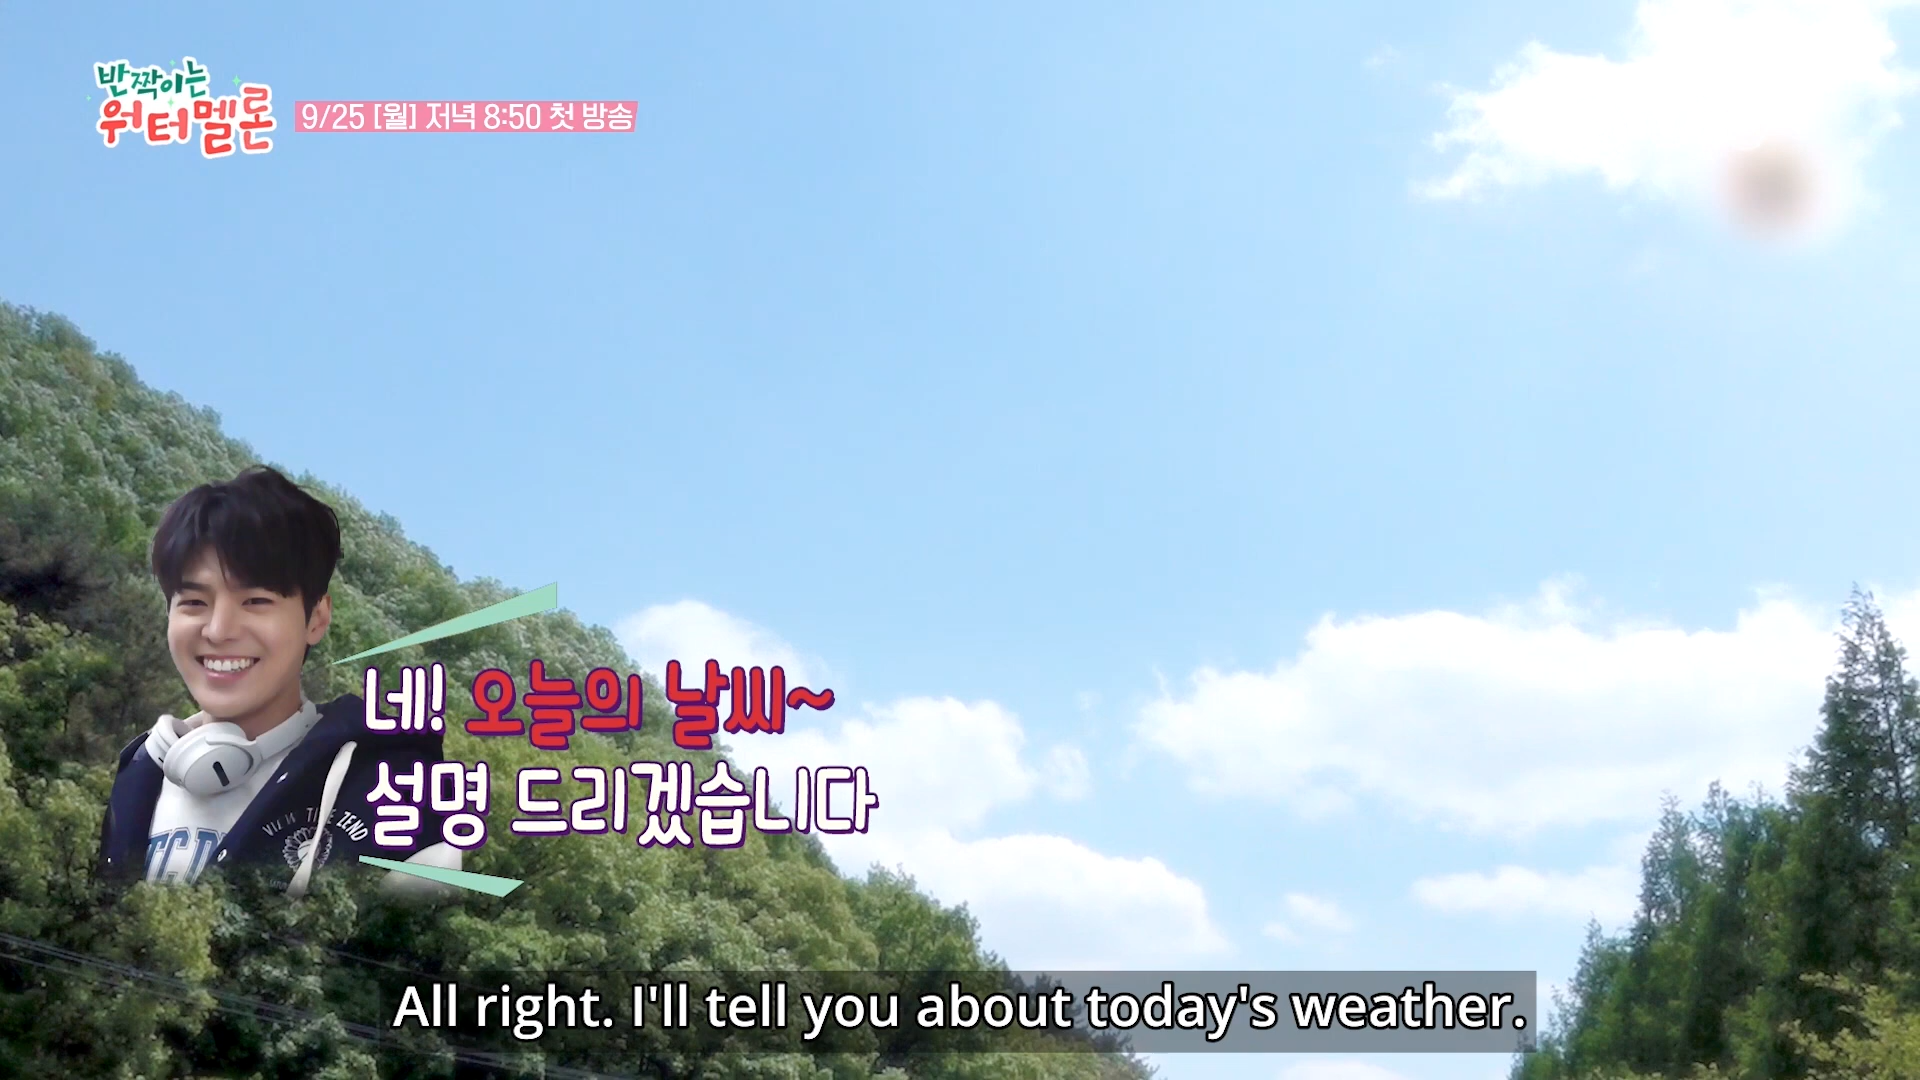 반짝이는
워터멜론
9/25 [월] 저녁 8:50 첫 방송
네! 오늘의 날씨~
설명 드리겠습니다
All right. I'll tell you about today's weather.